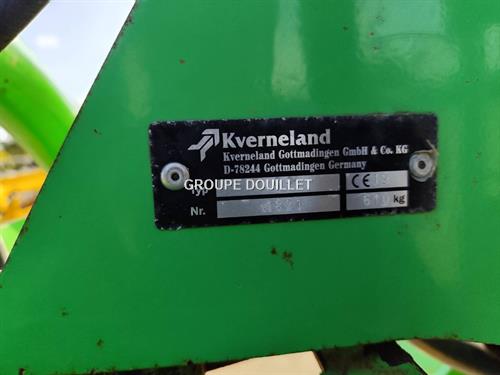 Kverneland
Kverneland Gottmadingen GmbH & Co. KG
D-78244 Gottmadingen Germany
GROUPE DOUILLET
Typ CE
Nr. kg